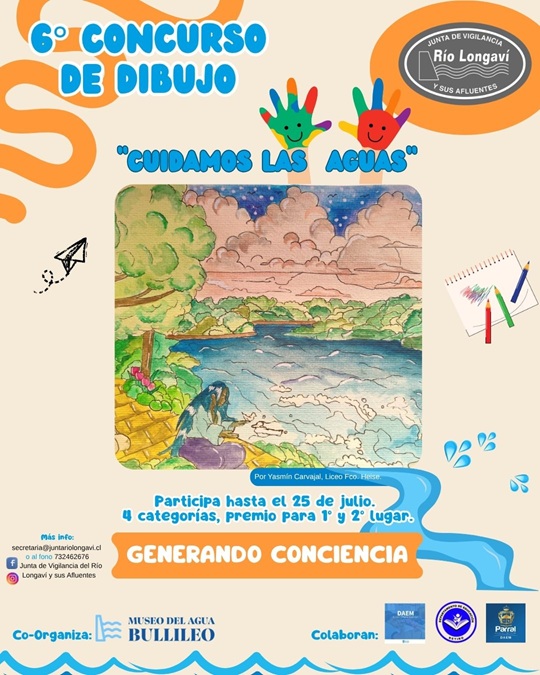 6° CONCURSO
DE DIBUJO
JUNTA DE VIGILANCIA
Río Longaví
Y SUS AFLUENTES
"CUIDAMOS LAS AGUAS"
Por Yasmín Carvajal, Liceo Fco. Herse.
Participa hasta el 25 de julio.
4 categorías, premio para 1° y 2° lugar.
GENERANDO CONCIENCIA
Más info:
secretaria@juntariolongavi.cl
o al fono 732462676
Junta de Vigilancia del Río
Longaví y sus Afluentes
Co-Organiza:
MUSEO DEL AGUA
BULLILEO
Colaboran:
DAEM
Parral
DAEM